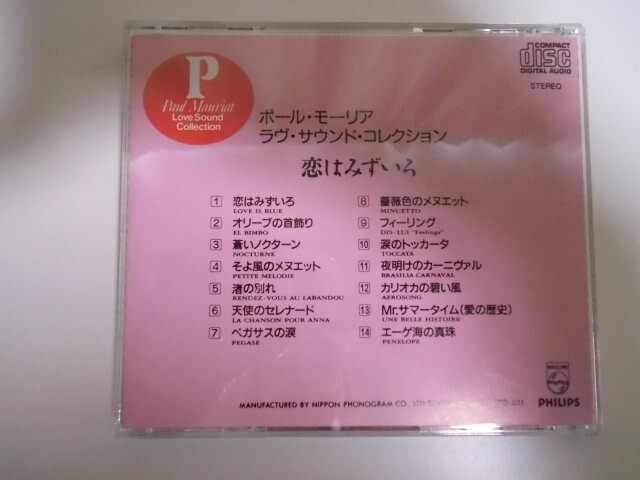 P
Paul Mauriat
Love Sound
Collection
COMPACT
disc
DIGITAL AUDIO
STEREO
ポール・モーリア
ラヴ・サウンド・コレクション
恋はみずいろ
1 恋はみずいろ
LOVE IS BLUE
2 オリーブの首飾り
EL BIMBO
3 蒼いノクターン
NOCTURNE
4 そよ風のメヌエット
PETITE MELODIE
5 渚の別れ
RENDEZ-VOUS AU LABANDOU
6 天使のセレナード
LA CHANSON POUR ANNA
7 ペガサスの涙
PEGASE
8 薔薇色のメヌエット
MINUETTO
9 フィーリング
DIS-LUI "Feelings"
10 涙のトッカータ
TOCCATA
11 夜明けのカーニヴァル
BRASILIA CARNAVAL
12 カリオカの碧い風
AEROSONG
13 Mr.サマータイム(愛の歴史)
UNE BELLE HISTOIRE
14 エーゲ海の真珠
PENELOPE
PHILIPS
MANUFACTURED BY NIPPON PHONOGRAM CO., LTD